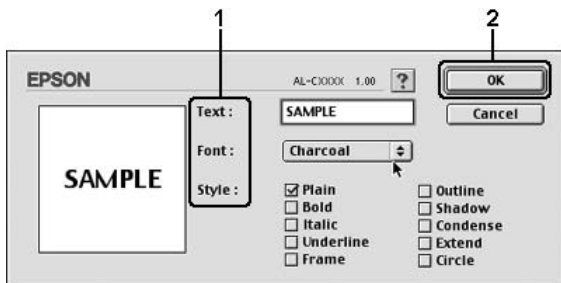 1 2
EPSON AL-CXXXX 1.00 ? OK
Text : SAMPLE Cancel
SAMPLE
Font : Charcoal
Style : Plain Outline
Bold Shadow
Italic Condense
Underline Extend
Frame Circle